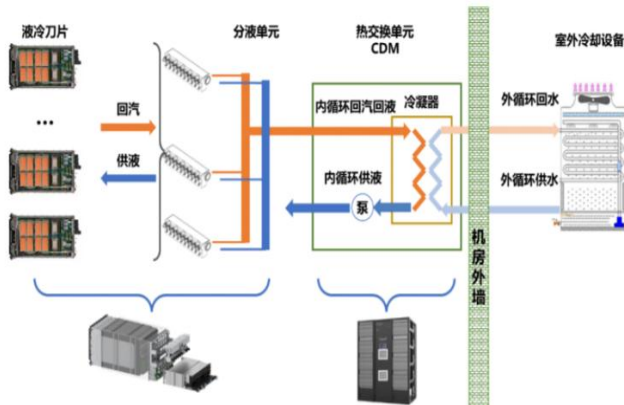 液冷刀片
分液单元
热交换单元
CDM
室外冷却设备
回汽
供液
...
内循环回汽回液
冷凝器
内循环供液
泵
外循环回水
外循环供水
机房外墙